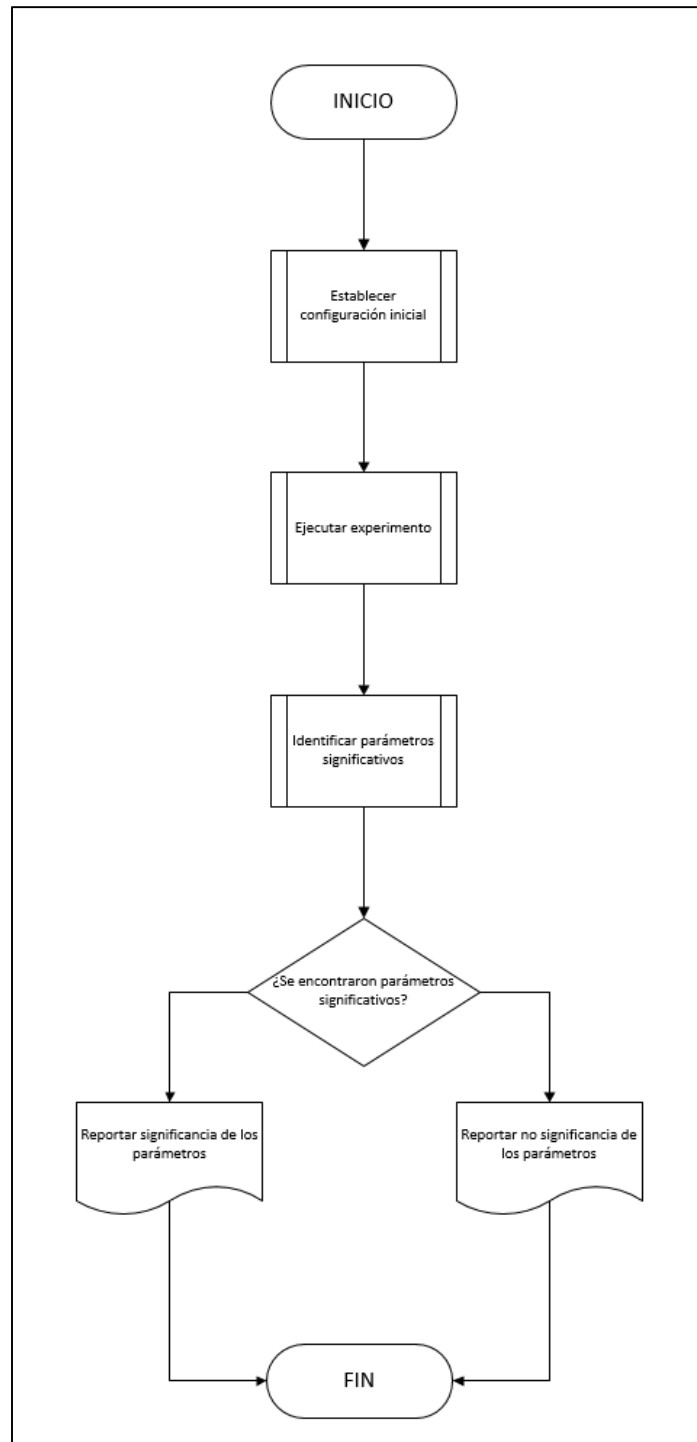 INICIO
Establecer
configuración inicial
Ejecutar experimento
Identificar parámetros
significativos
¿Se encontraron parámetros
significativos?
Reportar significancia de los
parámetros
Reportar no significancia de
los parámetros
FIN